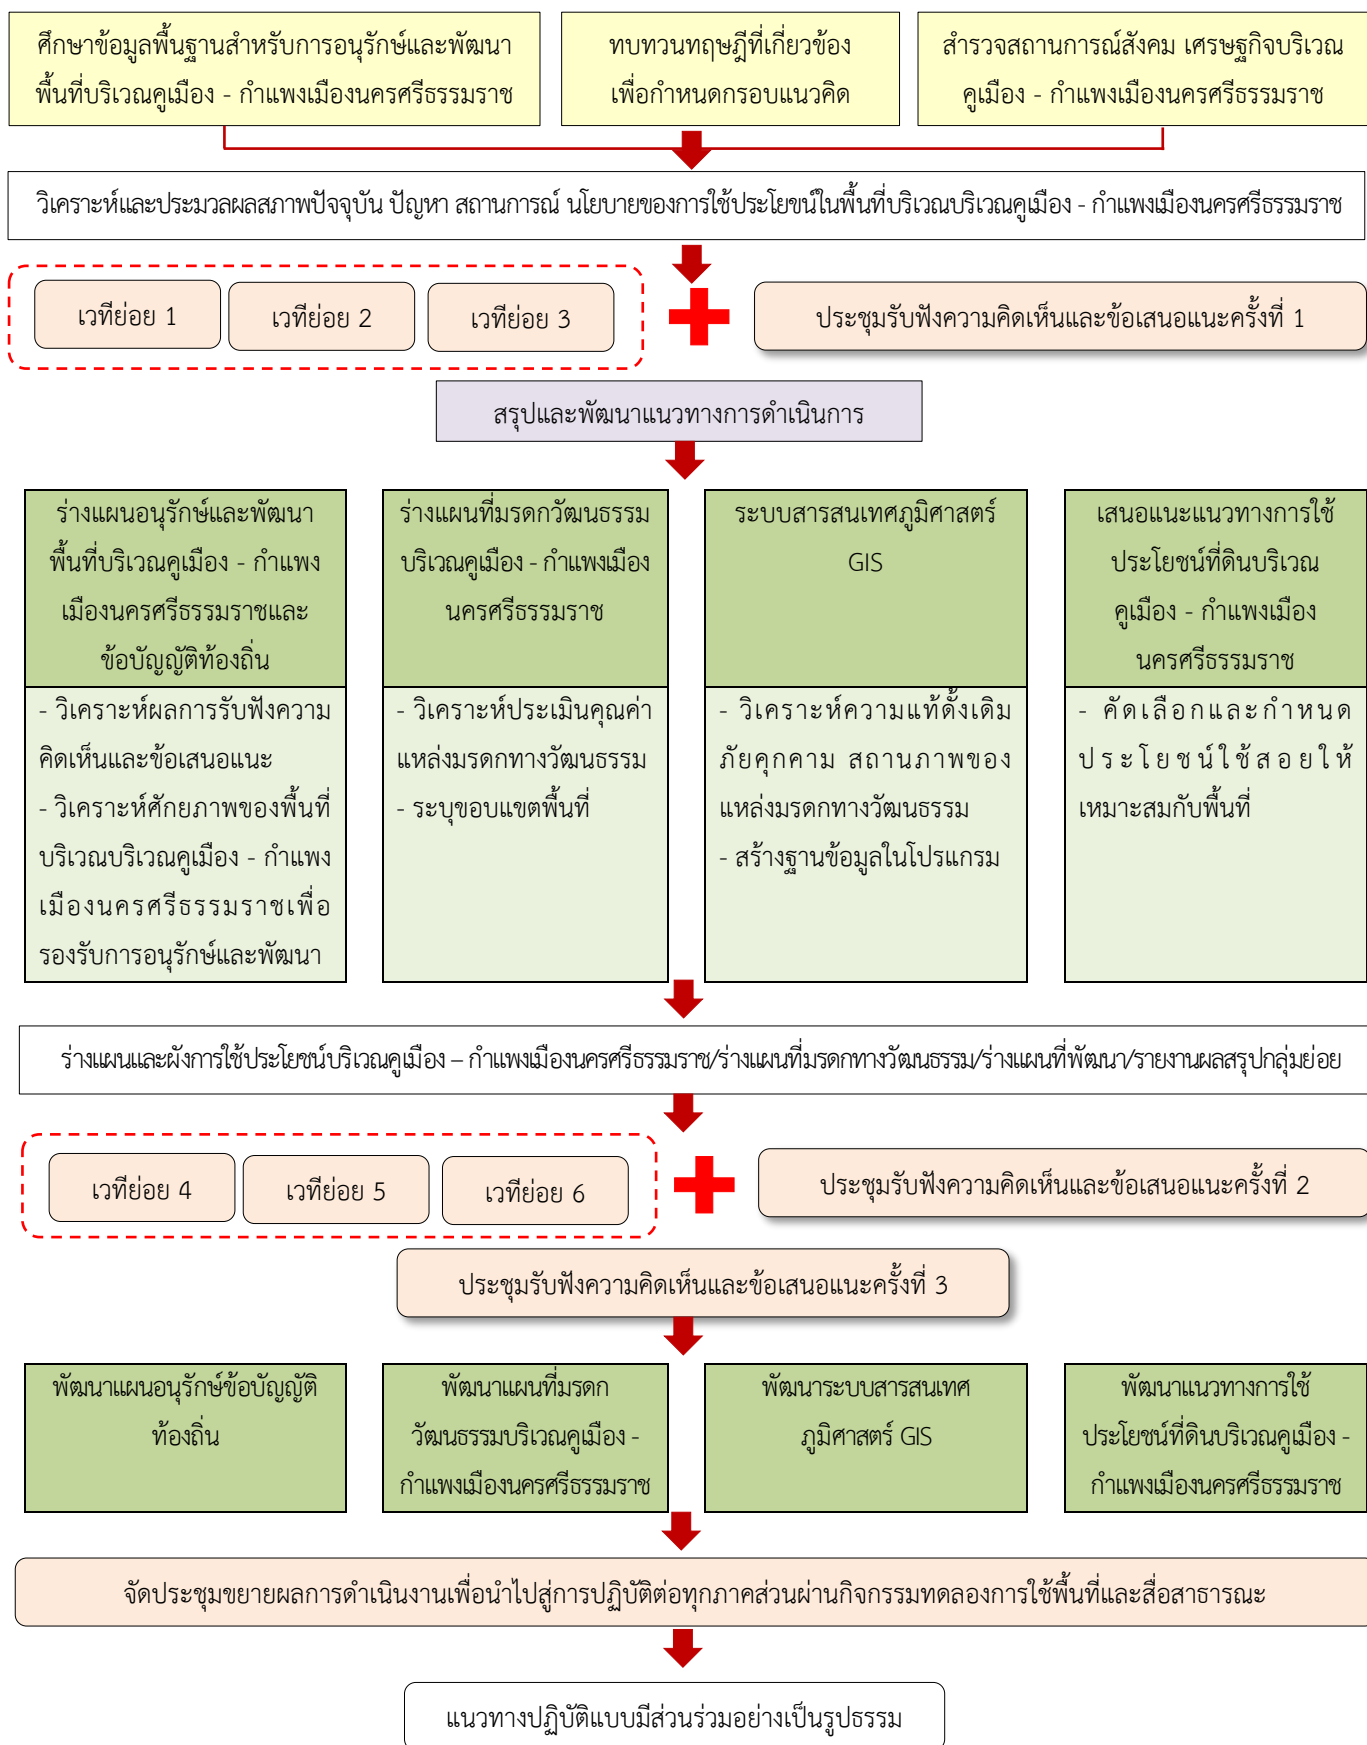 ศึกษาข้อมูลพื้นฐานสำหรับการอนุรักษ์และพัฒนา
พื้นที่บริเวณคูเมือง - กำแพงเมืองนครศรีธรรมราช
ทบทวนทฤษฎีที่เกี่ยวข้อง
เพื่อกำหนดกรอบแนวคิด
สำรวจสถานการณ์สังคม เศรษฐกิจบริเวณ
คูเมือง - กำแพงเมืองนครศรีธรรมราช
วิเคราะห์และประมวลผลสภาพปัจจุบัน ปัญหา สถานการณ์ นโยบายของการใช้ประโยขน์ในพื้นที่บริเวณบริเวณคูเมือง - กำแพงเมืองนครศรีธรรมราช
เวทีย่อย 1
เวทีย่อย 2
เวทีย่อย 3
ประชุมรับฟังความคิดเห็นและข้อเสนอแนะครั้งที่ 1
สรุปและพัฒนาแนวทางการดำเนินการ
ร่างแผนอนุรักษ์และพัฒนา
พื้นที่บริเวณคูเมือง - กำแพง
เมืองนครศรีธรรมราชและ
ข้อบัญญัติท้องถิ่น
- วิเคราะห์ผลการรับฟังความ
คิดเห็นและข้อเสนอแนะ
- วิเคราะห์ศักยภาพของพื้นที่
บริเวณบริเวณคูเมือง - กำแพง
เมืองนครศรีธรรมราชเพื่อ
รองรับการอนุรักษ์และพัฒนา
ร่างแผนที่มรดกวัฒนธรรม
บริเวณคูเมือง - กำแพงเมือง
นครศรีธรรมราช
- วิเคราะห์ประเมินคุณค่า
แหล่งมรดกทางวัฒนธรรม
- ระบุขอบแขตพื้นที่
ระบบสารสนเทศภูมิศาสตร์
GIS
- วิเคราะห์ความแท้ดั้งเดิม
ภัยคุกคาม สถานภาพของ
แหล่งมรดกทางวัฒนธรรม
- สร้างฐานข้อมูลในโปรแกรม
เสนอแนะแนวทางการใช้
ประโยชน์ที่ดินบริเวณ
คูเมือง - กำแพงเมือง
นครศรีธรรมราช
- คัดเลือกและกำหนด
ประโยชน์ใช้สอยให้
เหมาะสมกับพื้นที่
ร่างแผนและผังการใช้ประโยชน์บริเวณคูเมือง – กำแพงเมืองนครศรีธรรมราช/ร่างแผนที่มรดกทางวัฒนธรรม/ร่างแผนที่พัฒนา/รายงานผลสรุปกลุ่มย่อย
เวทีย่อย 4
เวทีย่อย 5
เวทีย่อย 6
ประชุมรับฟังความคิดเห็นและข้อเสนอแนะครั้งที่ 2
ประชุมรับฟังความคิดเห็นและข้อเสนอแนะครั้งที่ 3
พัฒนาแผนอนุรักษ์ข้อบัญญัติ
ท้องถิ่น
พัฒนาแผนที่มรดก
วัฒนธรรมบริเวณคูเมือง -
กำแพงเมืองนครศรีธรรมราช
พัฒนาระบบสารสนเทศ
ภูมิศาสตร์ GIS
พัฒนาแนวทางการใช้
ประโยชน์ที่ดินบริเวณคูเมือง -
กำแพงเมืองนครศรีธรรมราช
จัดประชุมขยายผลการดำเนินงานเพื่อนำไปสู่การปฏิบัติต่อทุกภาคส่วนผ่านกิจกรรมทดลองการใช้พื้นที่และสื่อสาธารณะ
แนวทางปฏิบัติแบบมีส่วนร่วมอย่างเป็นรูปธรรม